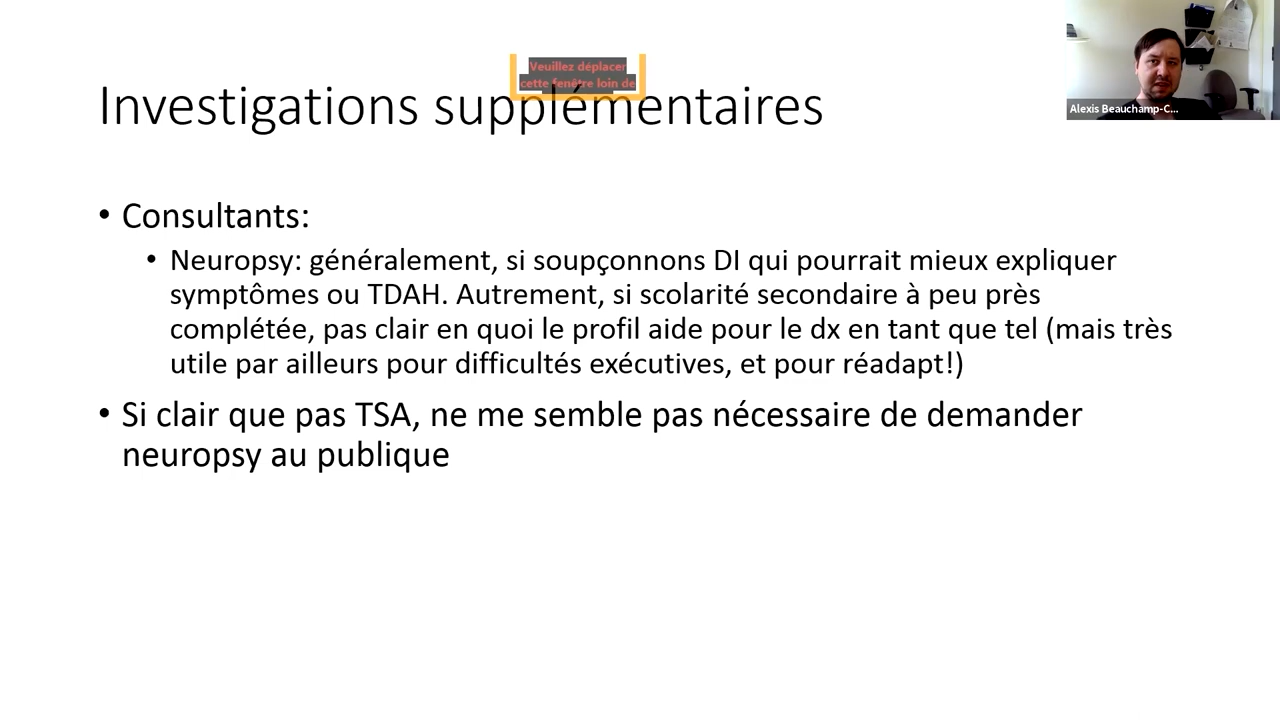 Veuillez déplacer
cette fenêtre loin de
Investigations supplémentaires
Alexis Beauchamp-C...
• Consultants:
• Neuropsy: généralement, si soupçonnons DI qui pourrait mieux expliquer
symptômes ou TDAH. Autrement, si scolarité secondaire à peu près
complétée, pas clair en quoi le profil aide pour le dx en tant que tel (mais très
utile par ailleurs pour difficultés exécutives, et pour réadapt!)
• Si clair que pas TSA, ne me semble pas nécessaire de demander
neuropsy au publique